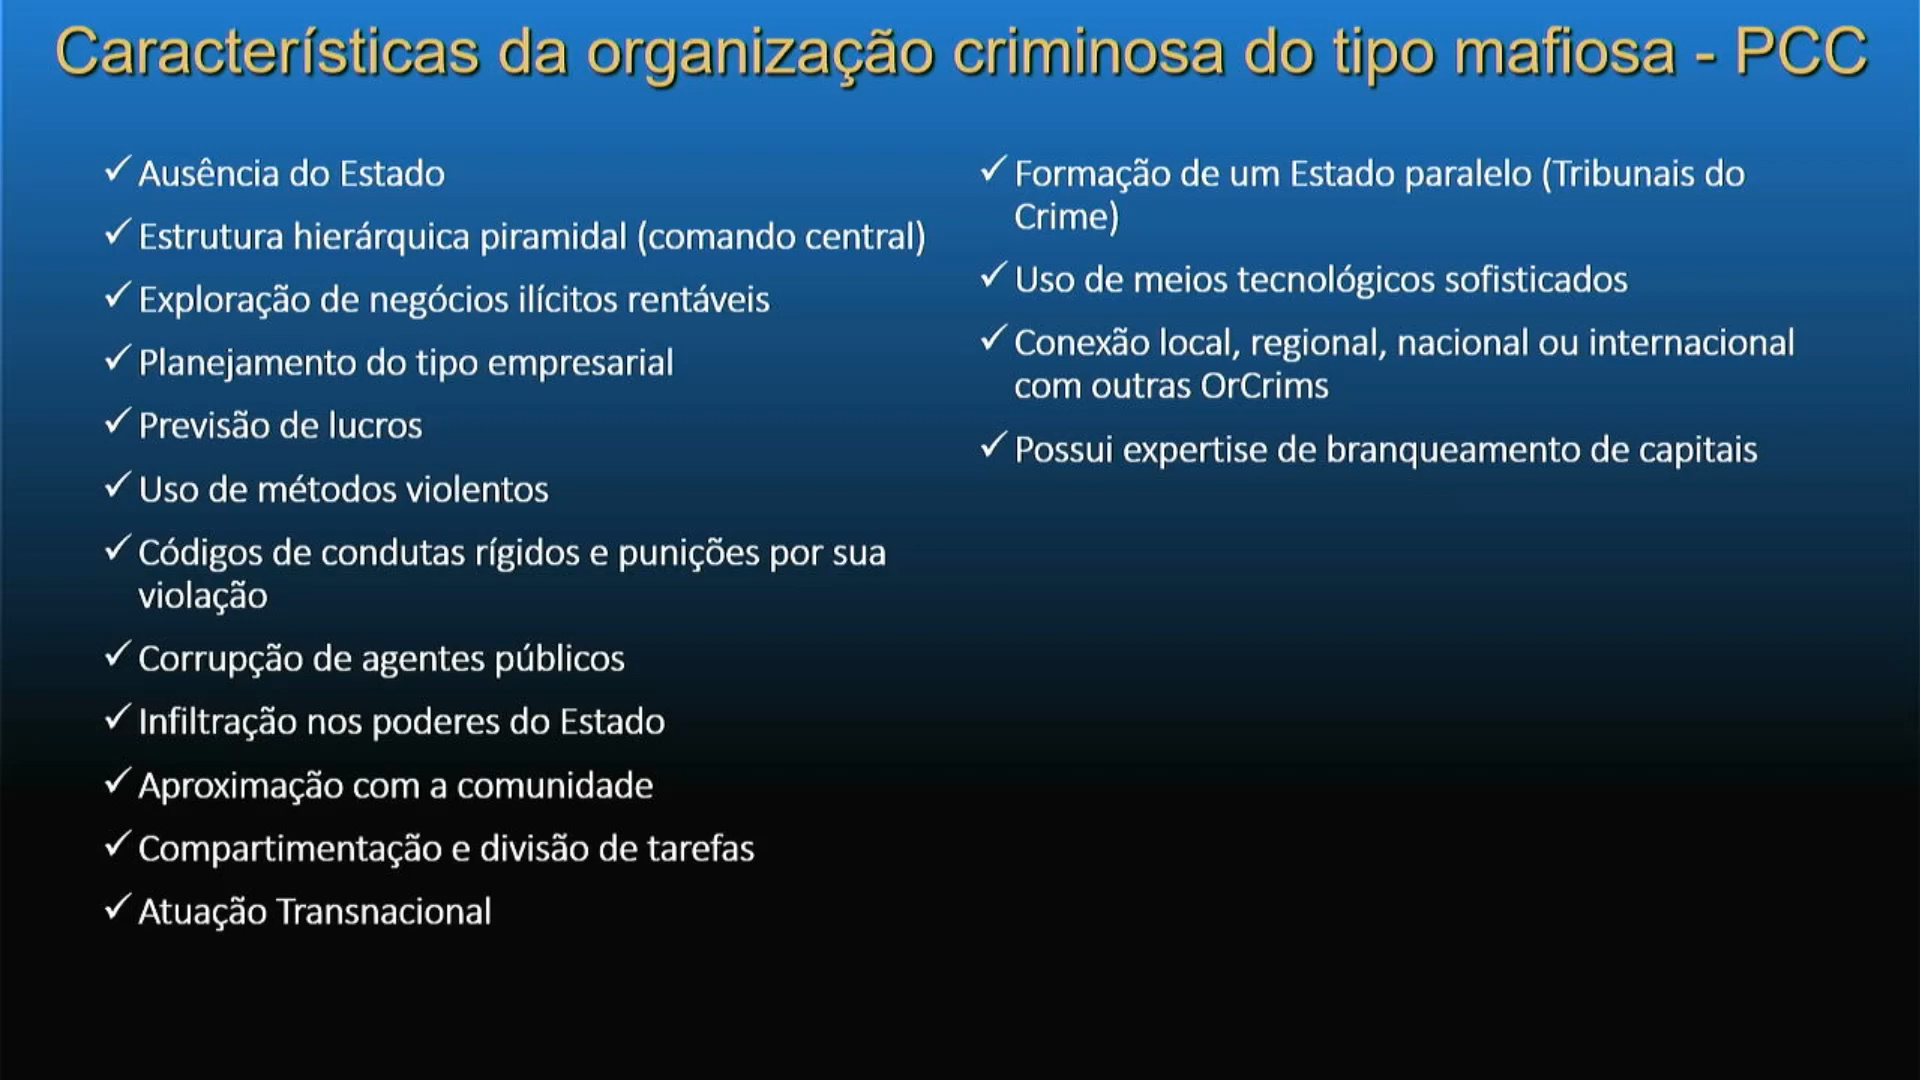 Características da organização criminosa do tipo mafiosa - PCC
✓ Ausência do Estado
✓ Estrutura hierárquica piramidal (comando central)
✓ Exploração de negócios ilícitos rentáveis
✓ Planejamento do tipo empresarial
✓ Previsão de lucros
✓ Uso de métodos violentos
✓ Códigos de condutas rígidos e punições por sua
violação
✓ Corrupção de agentes públicos
✓ Infiltração nos poderes do Estado
✓ Aproximação com a comunidade
✓ Compartimentação e divisão de tarefas
✓ Atuação Transnacional
✓ Formação de um Estado paralelo (Tribunais do
Crime)
✓ Uso de meios tecnológicos sofisticados
✓ Conexão local, regional, nacional ou internacional
com outras OrCrims
✓ Possui expertise de branqueamento de capitais